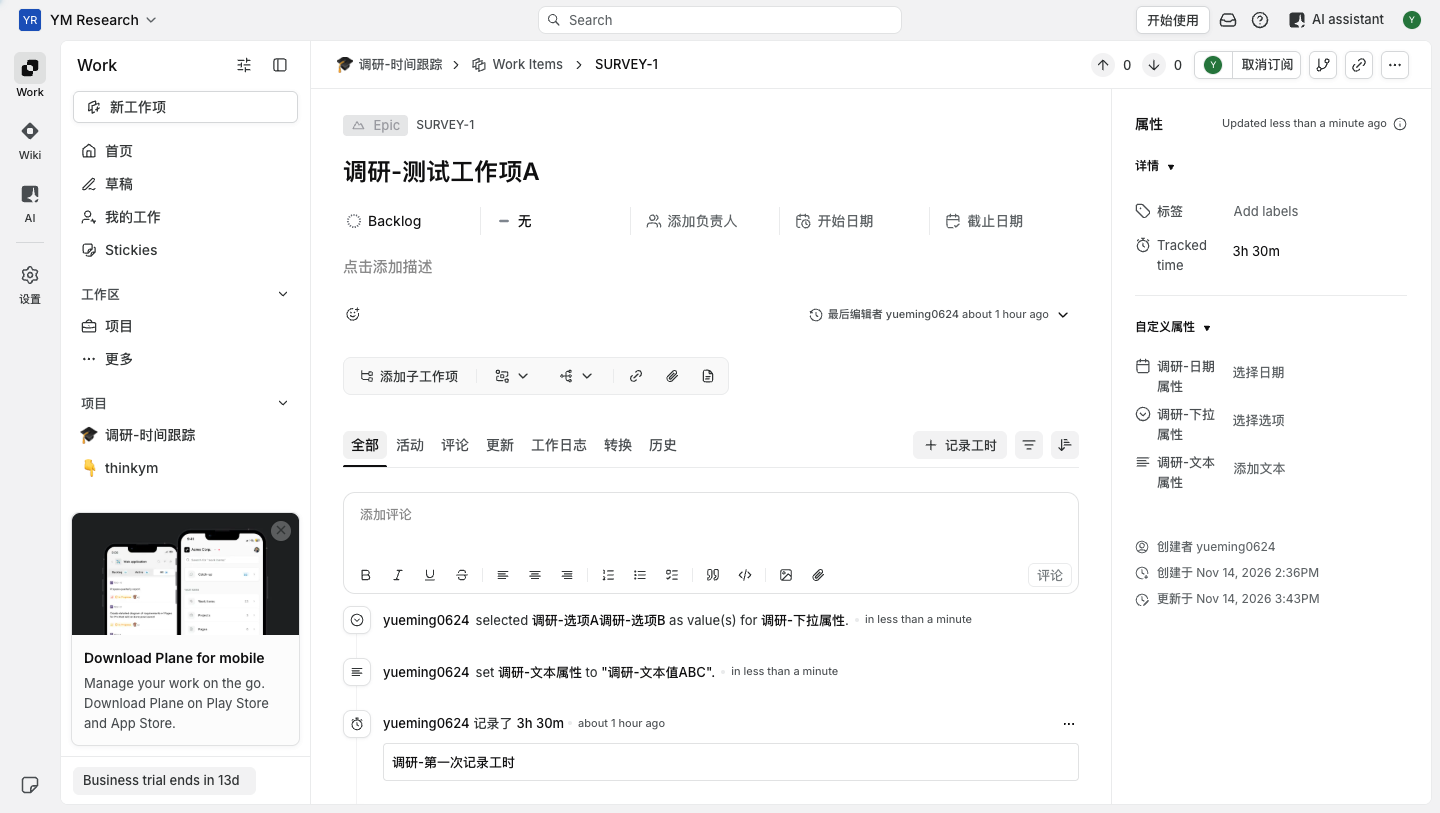 YR YM Research
Search
开始使用
AI assistant
Y
Work
Wiki
AI
设置
Work
新工作项
首页
草稿
我的工作
Stickies
工作区
项目
更多
项目
调研-时间跟踪
thinkym
Download Plane for mobile
Manage your work on the go.
Download Plane on Play Store
and App Store.
Business trial ends in 13d
调研-时间跟踪 Work Items SURVEY-1
0 0 Y 取消订阅
Epic SURVEY-1
调研-测试工作项A
Backlog 无 添加负责人 开始日期 截止日期
点击添加描述
最后编辑者 yueming0624 about 1 hour ago
添加子工作项
全部 活动 评论 更新 工作日志 转换 历史 记录工时
添加评论
评论
yueming0624 selected 调研-选项A调研-选项B as value(s) for 调研-下拉属性. in less than a minute
yueming0624 set 调研-文本属性 to "调研-文本值ABC". in less than a minute
yueming0624 记录了 3h 30m about 1 hour ago
调研-第一次记录工时
属性 Updated less than a minute ago
详情
标签 Add labels
Tracked
time
3h 30m
自定义属性
调研-日期
属性
选择日期
调研-下拉
属性
选择选项
调研-文本
属性
添加文本
创建者 yueming0624
创建于 Nov 14, 2026 2:36PM
更新于 Nov 14, 2026 3:43PM